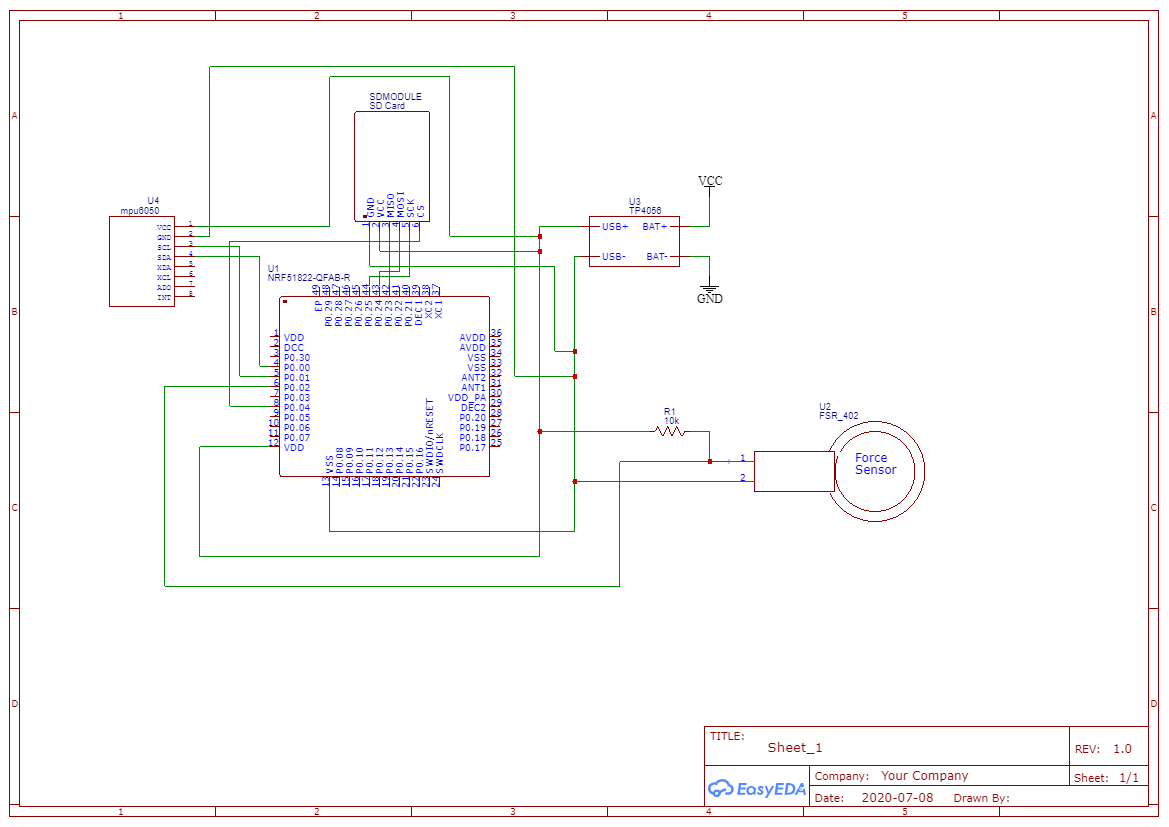 1 2 3 4 5
A A
B B
C C
D D
SDMODULE
SD Card
GND
VCC
MISO
MOSI
SCK
CS
1 2 3 4 5 6
U4
mpu6050
VCC 1
GND 2
SCL 3
SDA 4
XDA 5
XCL 6
ADO 7
INT 8
U3
TP4056
USB+ BAT+
USB- BAT-
VCC
GND
U1
NRF51822-QFAB-R
49 48 47 46 45 44 43 42 41 40 39 38 37
EP
P0.29
P0.28
P0.27
P0.26
P0.25
P0.24
P0.23
P0.22
P0.21
DEC1
XC2
XC1
1 VDD
2 DCC
3 P0.30
4 P0.00
5 P0.01
6 P0.02
7 P0.03
8 P0.04
9 P0.05
10 P0.06
11 P0.07
12 VDD
AVDD 36
AVDD 35
VSS 34
VSS 33
ANT2 32
ANT1 31
VDD_PA 30
DEC2 29
P0.20 28
P0.19 27
P0.18 26
P0.17 25
VSS
P0.08
P0.09
P0.10
P0.11
P0.12
P0.13
P0.14
P0.15
P0.16
SWDIO/nRESET
SWDCLK
13 14 15 16 17 18 19 20 21 22 23 24
R1
10k
U2
FSR_402
1
2
Force
Sensor
TITLE:
Sheet_1
REV: 1.0
EasyEDA
Company: Your Company
Sheet: 1/1
Date: 2020-07-08 Drawn By:
1 2 3 4 5